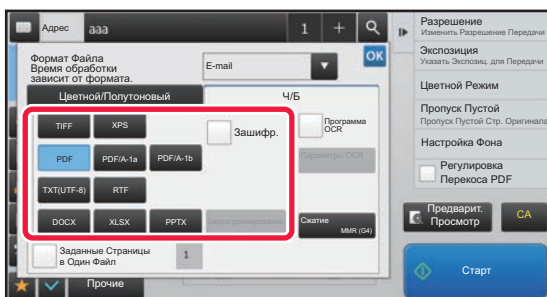 Адрес aaa 1 +
Разрешение
Изменить Разрешение Передачи
Экспозиция
Указать Экспозиц. для Передачи
Цветной Режим
Пропуск Пустой
Пропуск Пустой Стр. Оригинала
Настройка Фона
Регулировка
Перекоса PDF
Предварит.
Просмотр
CA
Старт
Формат Файла
Время обработки
зависит от формата.
E-mail
OK
Цветной/Полутоновый
Ч/Б
TIFF XPS
Зашифр.
Программа
OCR
PDF PDF/A-1a PDF/A-1b
Параметры OCR
TXT(UTF-8) RTF
DOCX XLSX PPTX
Сжатие
MMR (G4)
Заданные Страницы
в Один Файл
1
Прочие